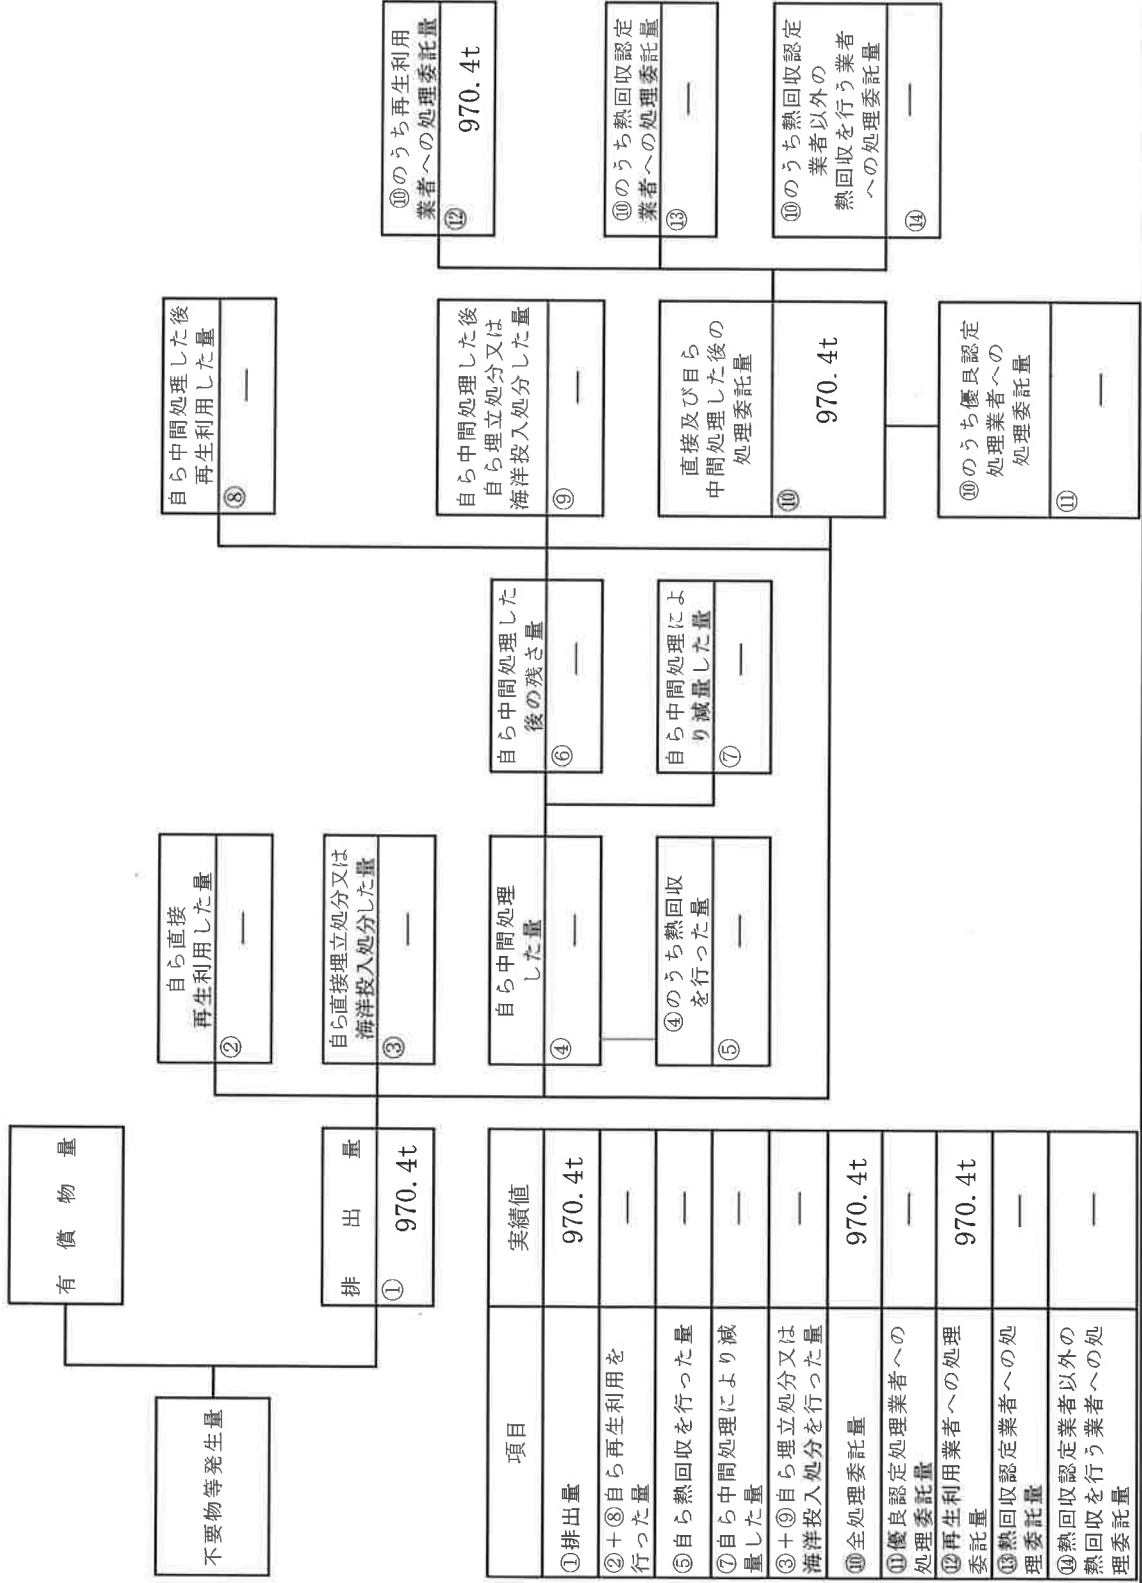 有償物量
不要物等発生量
排出量
① 970.4t
自ら直接
再生利用した量
② —
自ら直接埋立処分又は
海洋投入処分した量
③ —
自ら中間処理
した量
④ —
④のうち熱回収
を行った量
⑤ —
自ら中間処理した
後の残さ量
⑥ —
自ら中間処理によ
り減量した量
⑦ —
自ら中間処理した後
再生利用した量
⑧ —
自ら中間処理した後
自ら埋立処分又は
海洋投入処分した量
⑨ —
直接及び自ら
中間処理した後の
処理委託量
⑩ 970.4t
⑩のうち優良認定
処理業者への
処理委託量
⑪ —
⑩のうち再生利用
業者への処理委託量
⑫ 970.4t
⑩のうち熱回収認定
業者への処理委託量
⑬ —
⑩のうち熱回収認定
業者以外の
熱回収を行う業者
への処理委託量
⑭ —
項目 実績値
①排出量 970.4t
②+⑧自ら再生利用を
行った量 —
⑤自ら熱回収を行った量 —
⑦自ら中間処理により減
量した量 —
③+⑨自ら埋立処分又は
海洋投入処分を行った量 —
⑩全処理委託量 970.4t
⑪優良認定処理業者への
処理委託量 —
⑫再生利用業者への処理
委託量 970.4t
⑬熱回収認定業者への処
理委託量 —
⑭熱回収認定業者以外の
熱回収を行う業者への処
理委託量 —